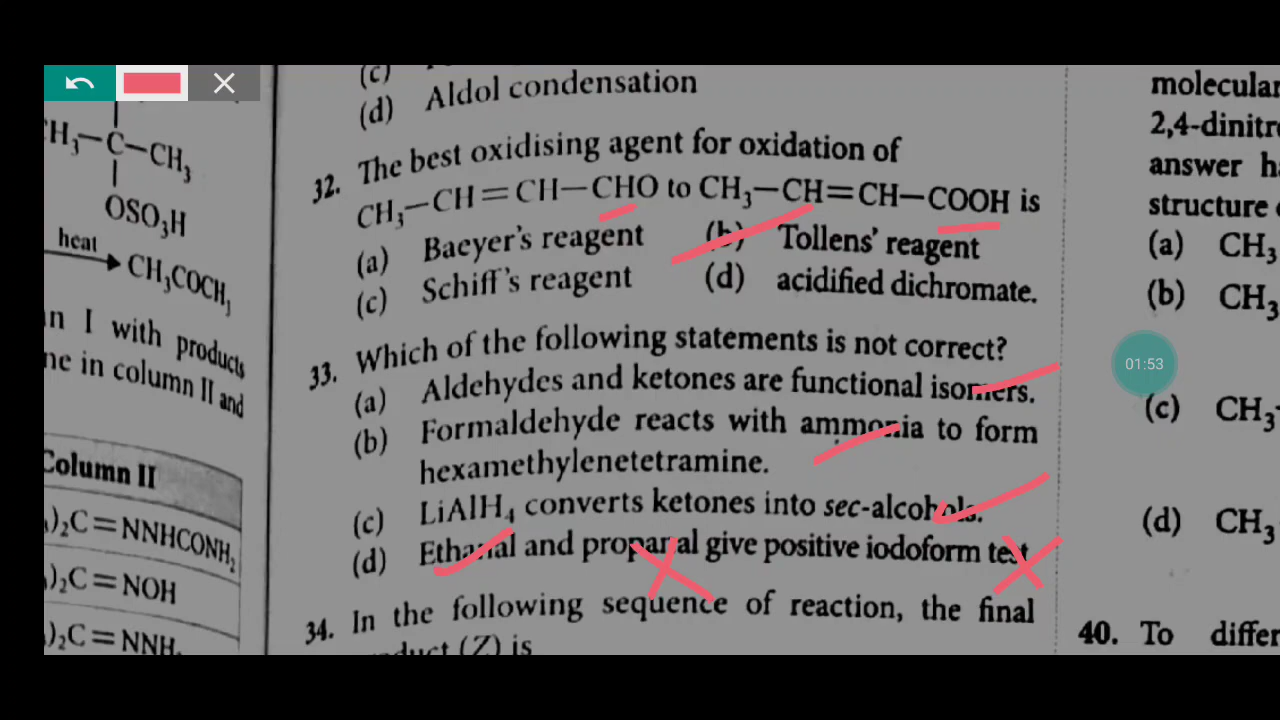 (c)
(d) Aldol condensation
H₃—C—CH₃
OSO₃H
heat
CH₃COCH₃
n I with products
ne in column II and
Column II
)₂C=NNHCONH₂
)₂C=NOH
)₂C=NNH
32. The best oxidising agent for oxidation of
CH₃—CH=CH—CHO to CH₃—CH=CH—COOH is
(a) Baeyer's reagent (b) Tollens' reagent
(c) Schiff's reagent (d) acidified dichromate.
33. Which of the following statements is not correct?
(a) Aldehydes and ketones are functional isomers.
(b) Formaldehyde reacts with ammonia to form
hexamethylenetetramine.
(c) LiAlH₄ converts ketones into sec-alcohols.
(d) Ethanal and propanal give positive iodoform test
34. In the following sequence of reaction, the final
(Z) is
molecular
2,4-dinitro
answer
structure
(a) CH₃
(b) CH₃
01:53
(c) CH₃
(d) CH₃
40. To differ